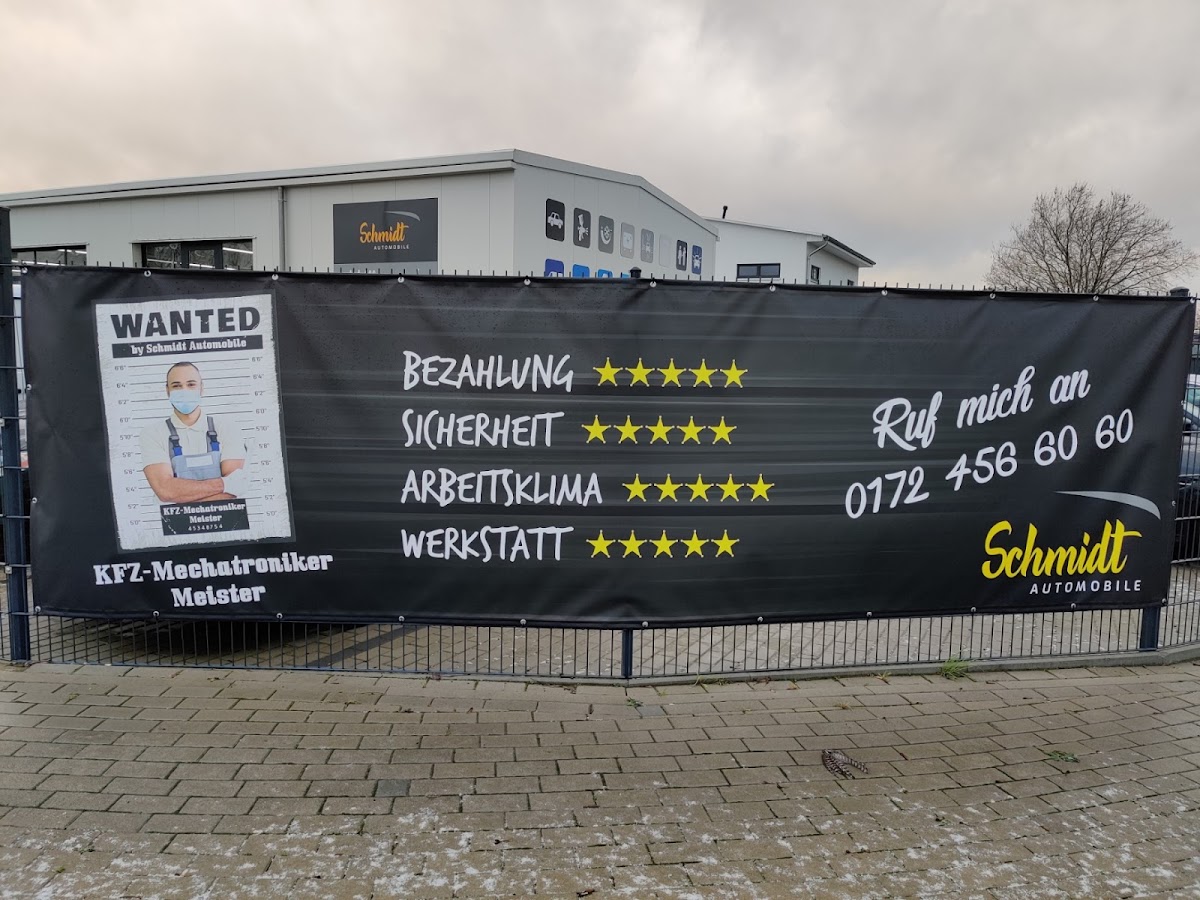 Schmidt
AUTOMOBILE
WANTED
by Schmidt Automobile
KFZ-Mechatroniker
Meister
KFZ-Mechatroniker
Meister
BEZAHLUNG ★★★★★
SICHERHEIT ★★★★★
ARBEITSKLIMA ★★★★★
WERKSTATT ★★★★★
Ruf mich an
0172 456 60 60
Schmidt
AUTOMOBILE